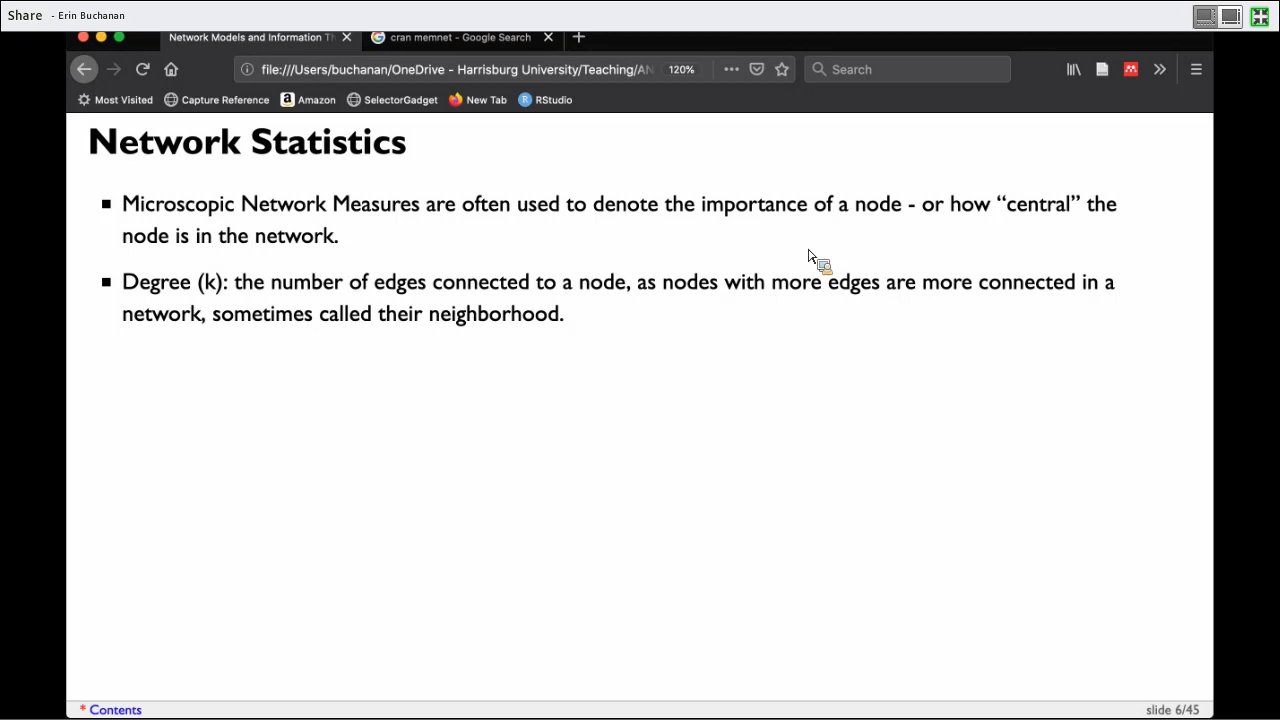 Share - Erin Buchanan
Network Models and Information Th
cran memnet - Google Search
file:///Users/buchanan/OneDrive - Harrisburg University/Teaching/AN
120%
Search
Most Visited
Capture Reference
Amazon
SelectorGadget
New Tab
RStudio
Network Statistics
Microscopic Network Measures are often used to denote the importance of a node - or how “central” the
node is in the network.
Degree (k): the number of edges connected to a node, as nodes with more edges are more connected in a
network, sometimes called their neighborhood.
* Contents
slide 6/45